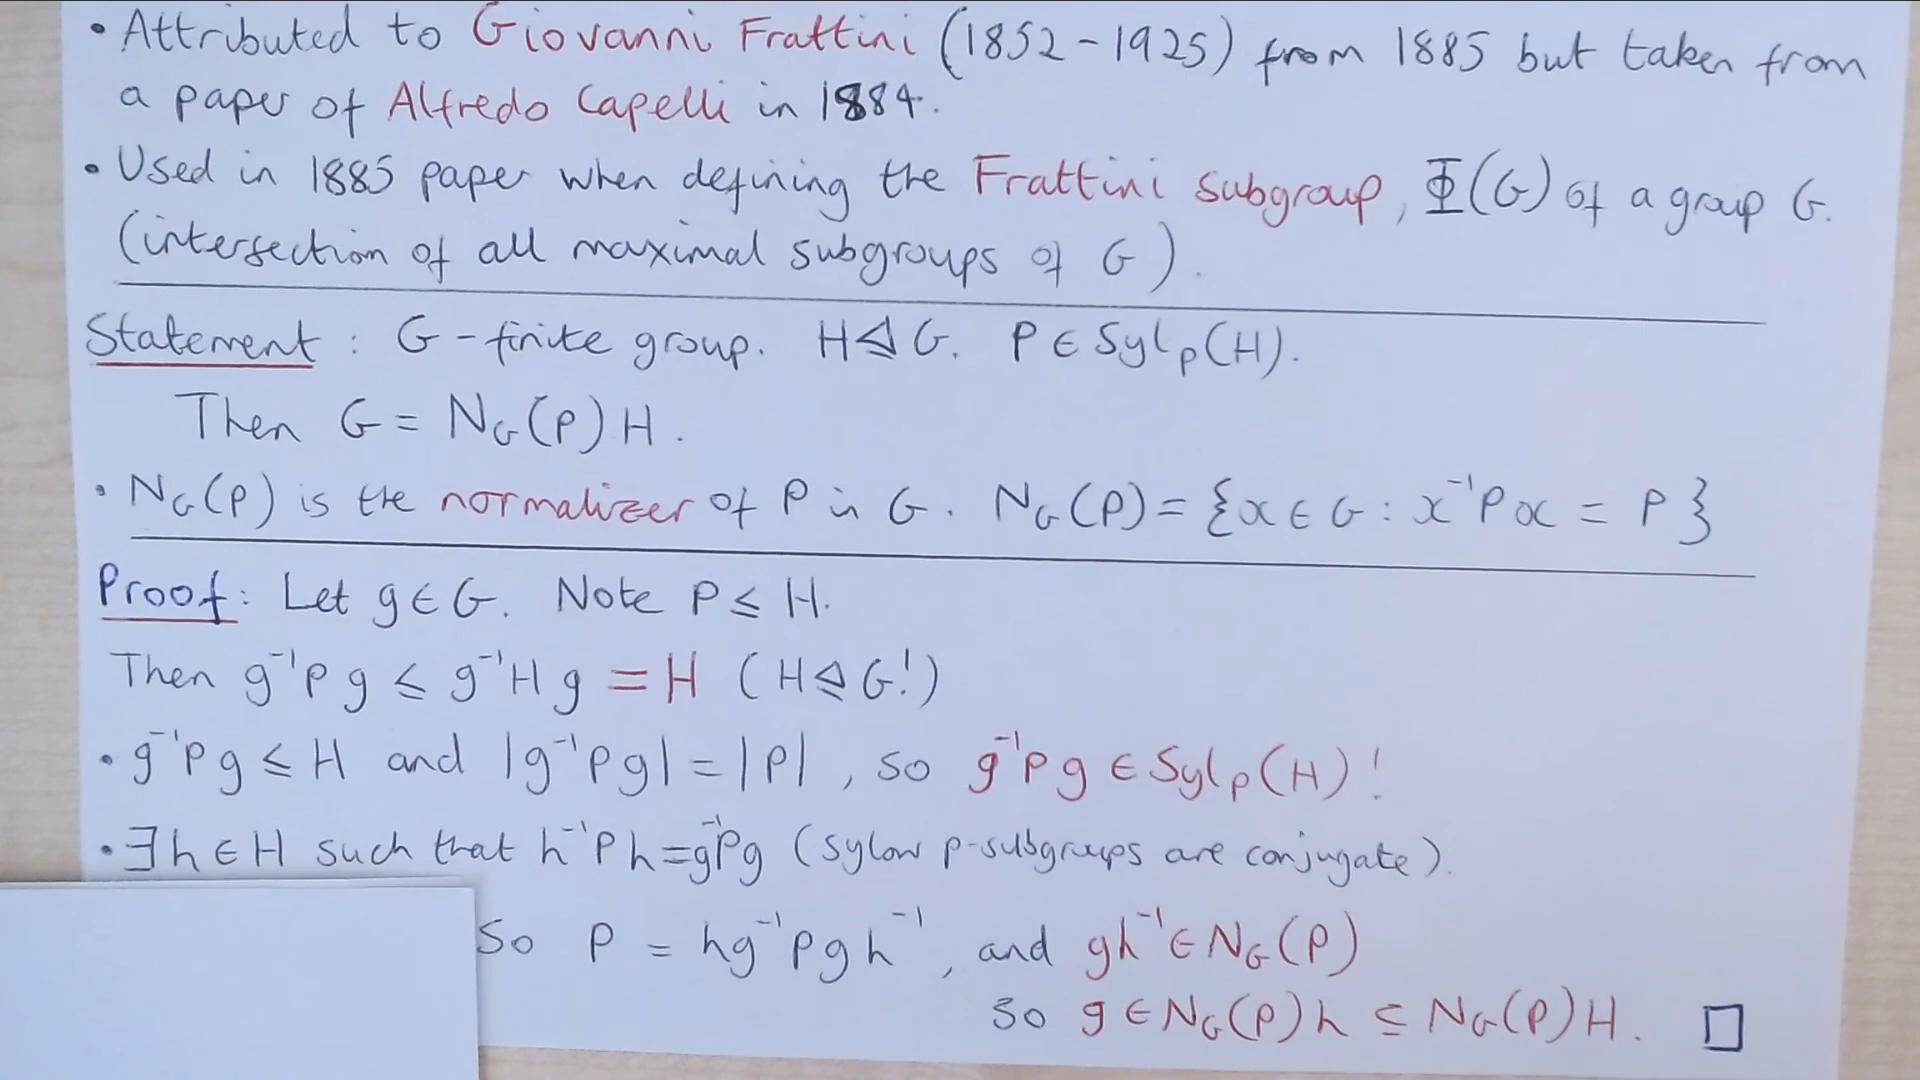 • Attributed to Giovanni Frattini (1852-1925) from 1885 but taken from
a paper of Alfredo Capelli in 1884.
• Used in 1885 paper when defining the Frattini subgroup, Φ(G) of a group G.
(intersection of all maximal subgroups of G).
Statement: G - finite group. H⊴G. P∈Syl_p(H).
Then G = N_G(P)H.
• N_G(P) is the normalizer of P in G. N_G(P) = {x∈G : x⁻¹Px = P}
Proof: Let g∈G. Note P≤H.
Then g⁻¹Pg ≤ g⁻¹Hg = H (H⊴G!)
• g⁻¹Pg ≤ H and |g⁻¹Pg| = |P|, so g⁻¹Pg ∈ Syl_p(H)!
• ∃h∈H such that h⁻¹Ph = g⁻¹Pg (Sylow p-subgroups are conjugate).
So P = hg⁻¹Pgh⁻¹, and gh⁻¹∈N_G(P)
so g∈N_G(P)h ⊆ N_G(P)H. □